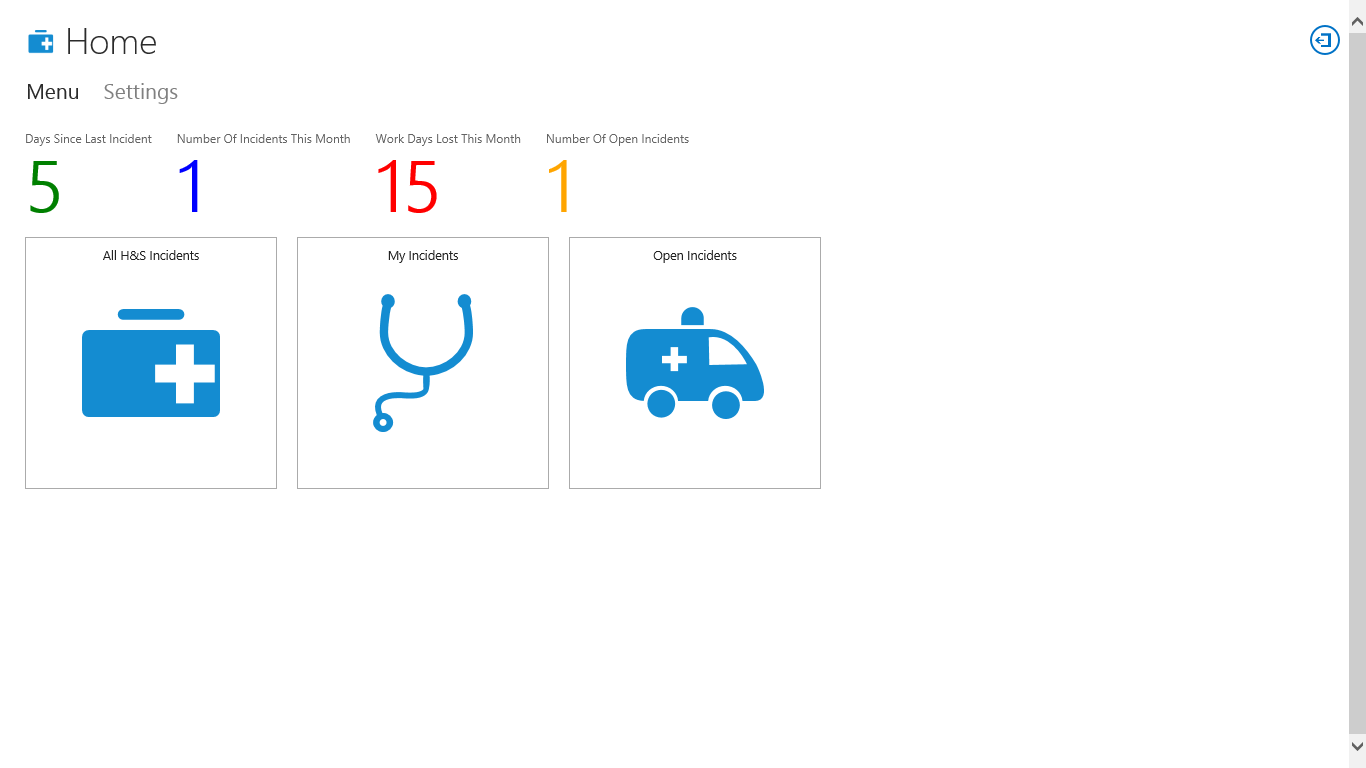 Home
Menu Settings
Days Since Last Incident Number Of Incidents This Month Work Days Lost This Month Number Of Open Incidents
5 1 15 1
All H&S Incidents My Incidents Open Incidents